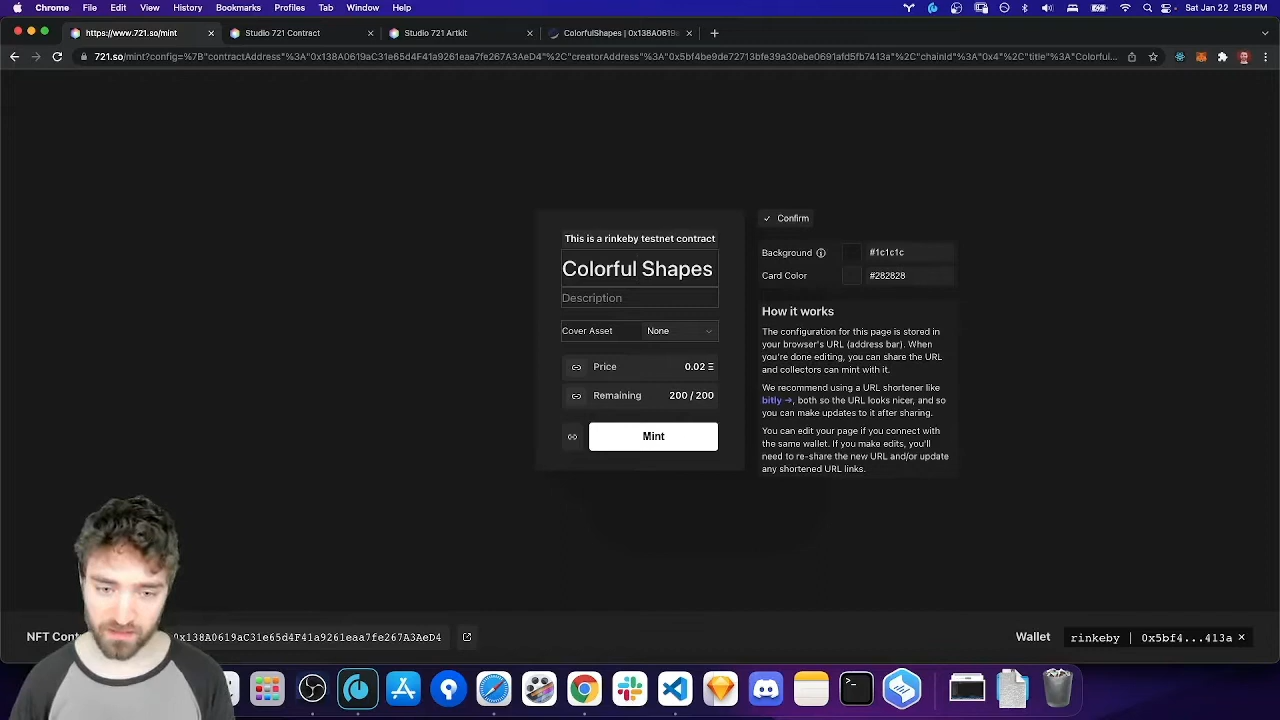 Chrome File Edit View History Bookmarks Profiles Tab Window Help Sat Jan 22 2:59 PM
https://www.721.so/mint Studio 721 Contract Studio 721 Artkit ColorfulShapes | 0x138A0619a
721.so/mint?config=%7B"contractAddress"%3A"0x138A0619aC31e65d4F41a9261eaa7fe267A3AeD4"%2C"creatorAddress"%3A"0x5bf4be9de72713bfe39a30ebe0691afd5fb7413a"%2C"chainId"%3A"0x4"%2C"title"%3A"Colorful...
This is a rinkeby testnet contract
Colorful Shapes
Description
Cover Asset None
Price 0.02 Ξ
Remaining 200 / 200
Mint
Confirm
Background #1c1c1c
Card Color #282828
How it works
The configuration for this page is stored in
your browser's URL (address bar). When
you're done editing, you can share the URL
and collectors can mint with it.
We recommend using a URL shortener like
bitly →, both so the URL looks nicer, and so
you can make updates to it after sharing.
You can edit your page if you connect with
the same wallet. If you make edits, you'll
need to re-share the new URL and/or update
any shortened URL links.
NFT Cont 0x138A0619aC31e65d4F41a9261eaa7fe267A3AeD4
Wallet rinkeby | 0x5bf4...413a ×